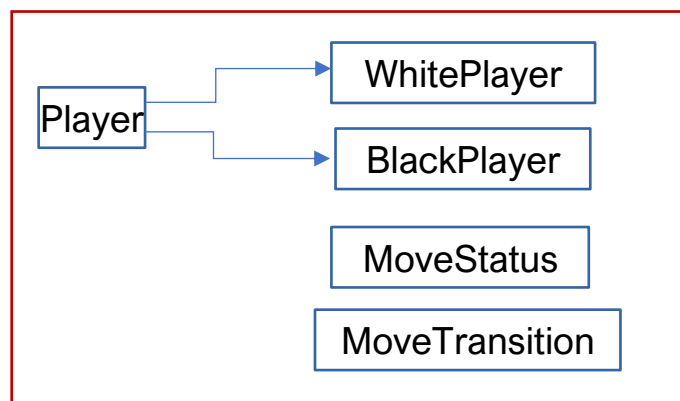 WhitePlayer
Player
BlackPlayer
MoveStatus
MoveTransition